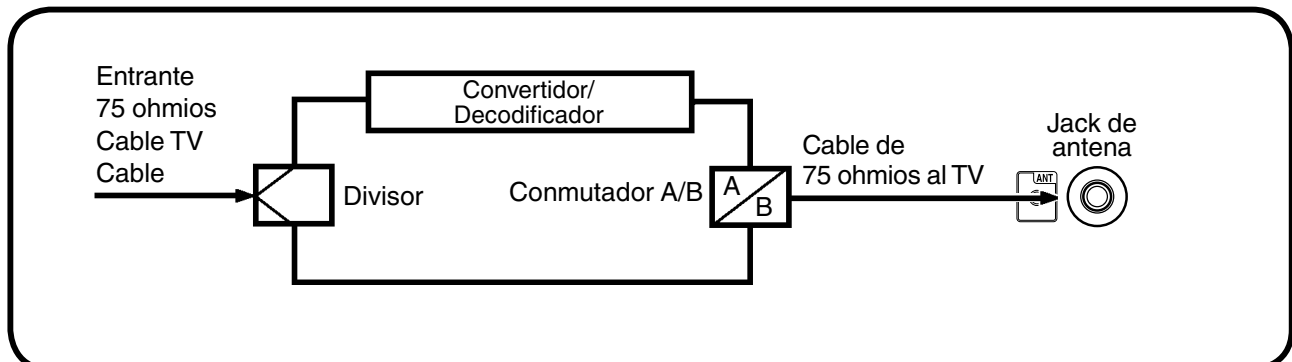 Entrante
75 ohmios
Cable TV
Cable
Convertidor/
Decodificador
Divisor
Conmutador A/B
A
B
Cable de
75 ohmios al TV
ANT
Jack de
antena